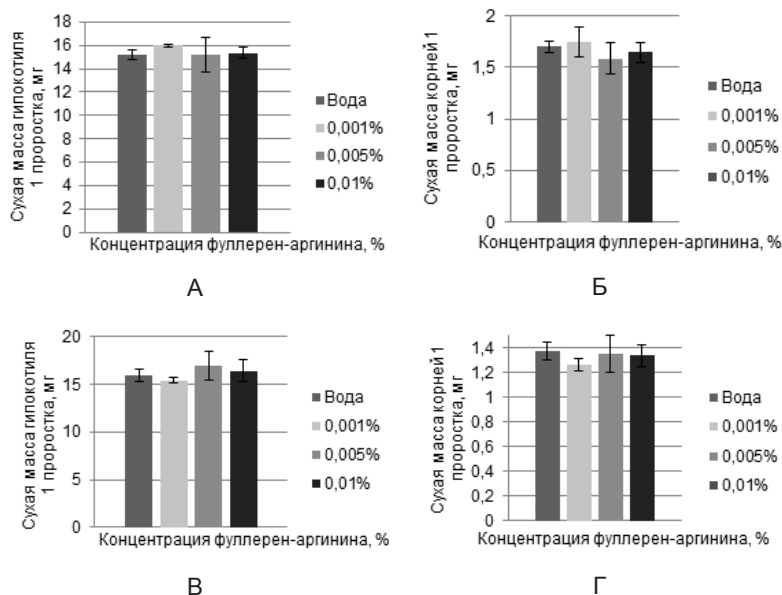 Сухая масса гипокотиля
1 проростка, мг
18
16
14
12
10
8
6
4
2
0
Вода
0,001%
0,005%
0,01%
Концентрация фуллерен-аргинина, %
А
Сухая масса корней 1
проростка, мг
2
1,5
1
0,5
0
Вода
0,001%
0,005%
0,01%
Концентрация фуллерен-аргинина, %
Б
Сухая масса гипокотиля
1 проростка, мг
20
15
10
5
0
Вода
0,001%
0,005%
0,01%
Концентрация фуллерен-аргинина, %
В
Сухая масса корней 1
проростка, мг
1,4
1,2
1
0,8
0,6
0,4
0,2
0
Вода
0,001%
0,005%
0,01%
Концентрация фуллерен-аргинина, %
Г